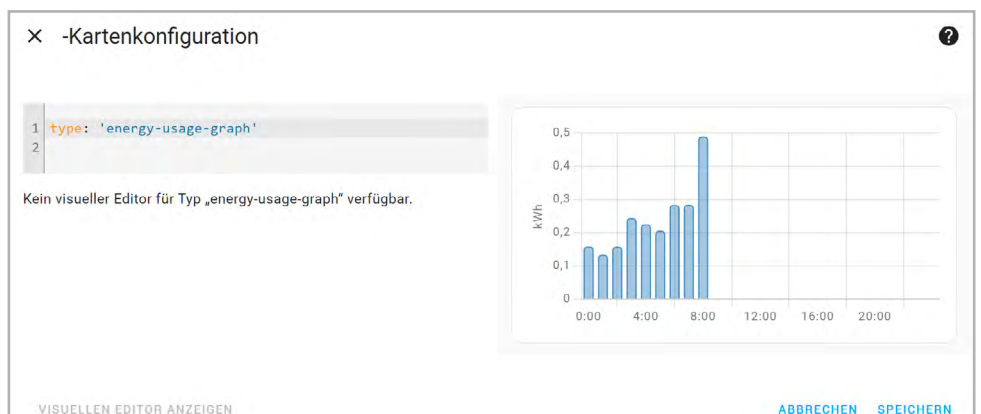 × -Kartenkonfiguration ?
1 type: 'energy-usage-graph'
2
Kein visueller Editor für Typ „energy-usage-graph“ verfügbar.
kWh
0,5
0,4
0,3
0,2
0,1
0
0:00 4:00 8:00 12:00 16:00 20:00
VISUELLEN EDITOR ANZEIGEN
ABBRECHEN SPEICHERN